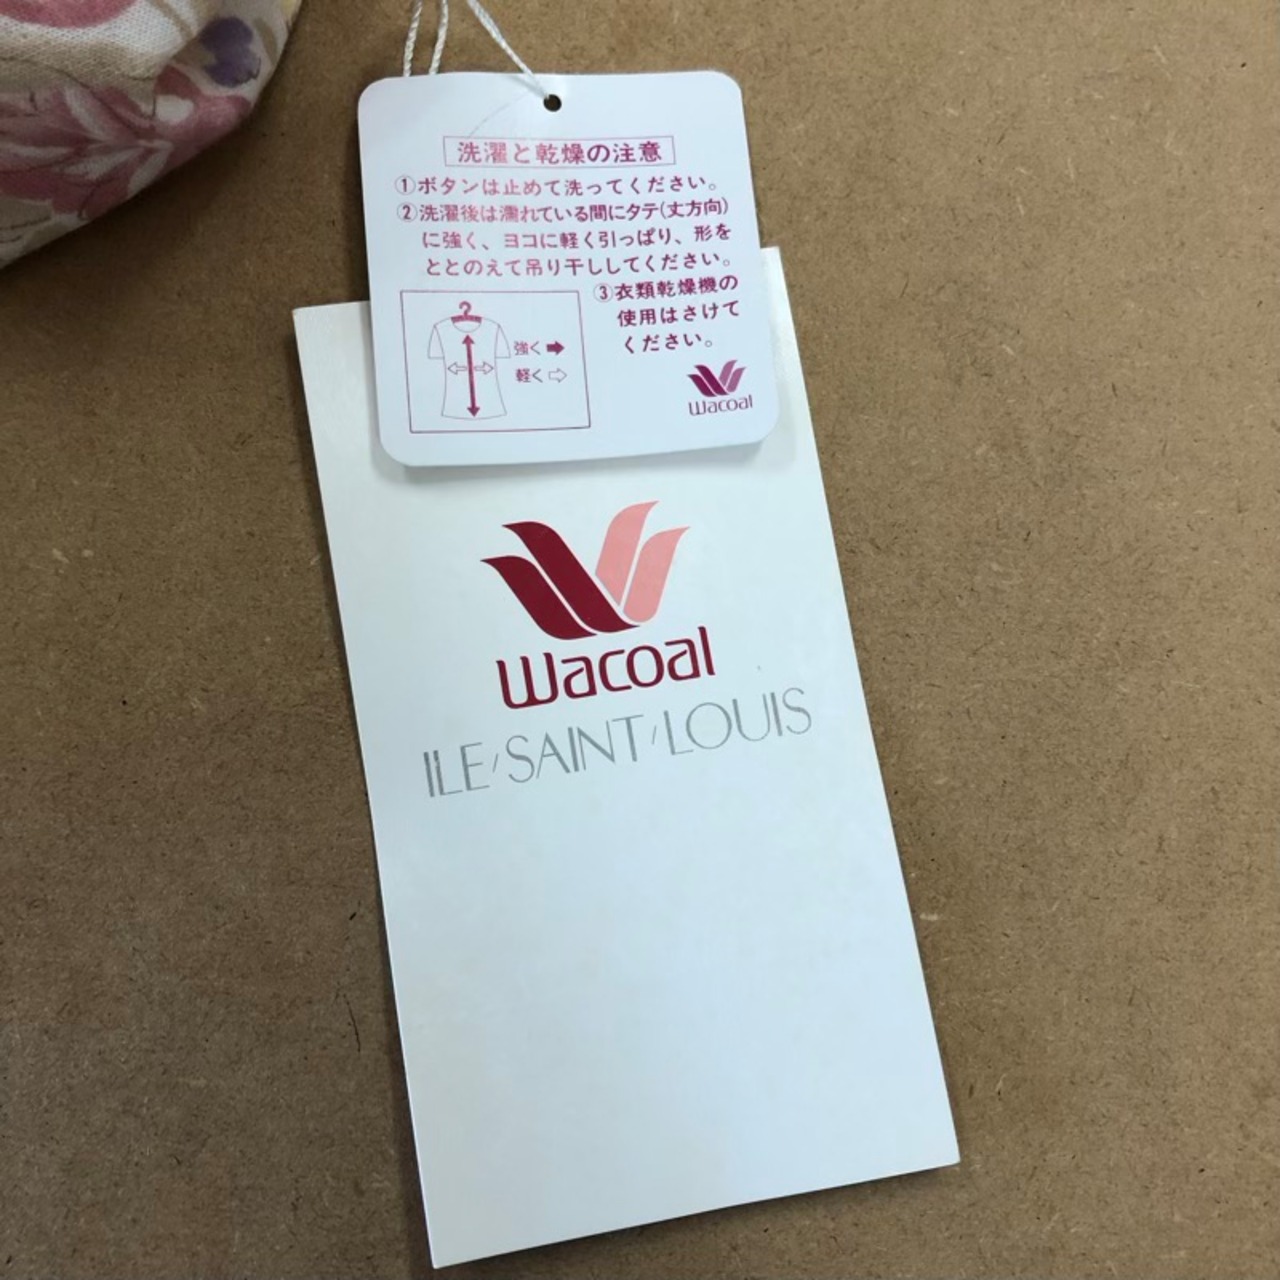 洗濯と乾燥の注意
①ボタンは止めて洗ってください。
②洗濯後は濡れている間にタテ(丈方向)
に強く、ヨコに軽く引っぱり、形を
ととのえて吊り干ししてください。
③衣類乾燥機の
使用はさけて
ください。
強く➡
軽く⇨
Wacoal
Wacoal
ILE/SAINT/LOUIS